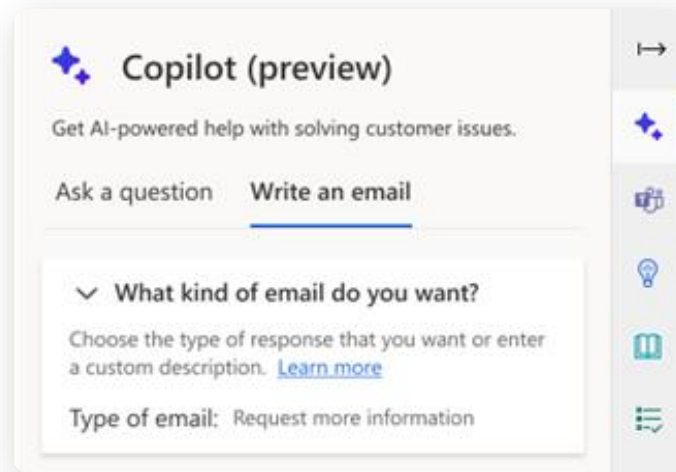 Copilot (preview)
Get AI-powered help with solving customer issues.
Ask a question Write an email
What kind of email do you want?
Choose the type of response that you want or enter
a custom description. Learn more
Type of email: Request more information